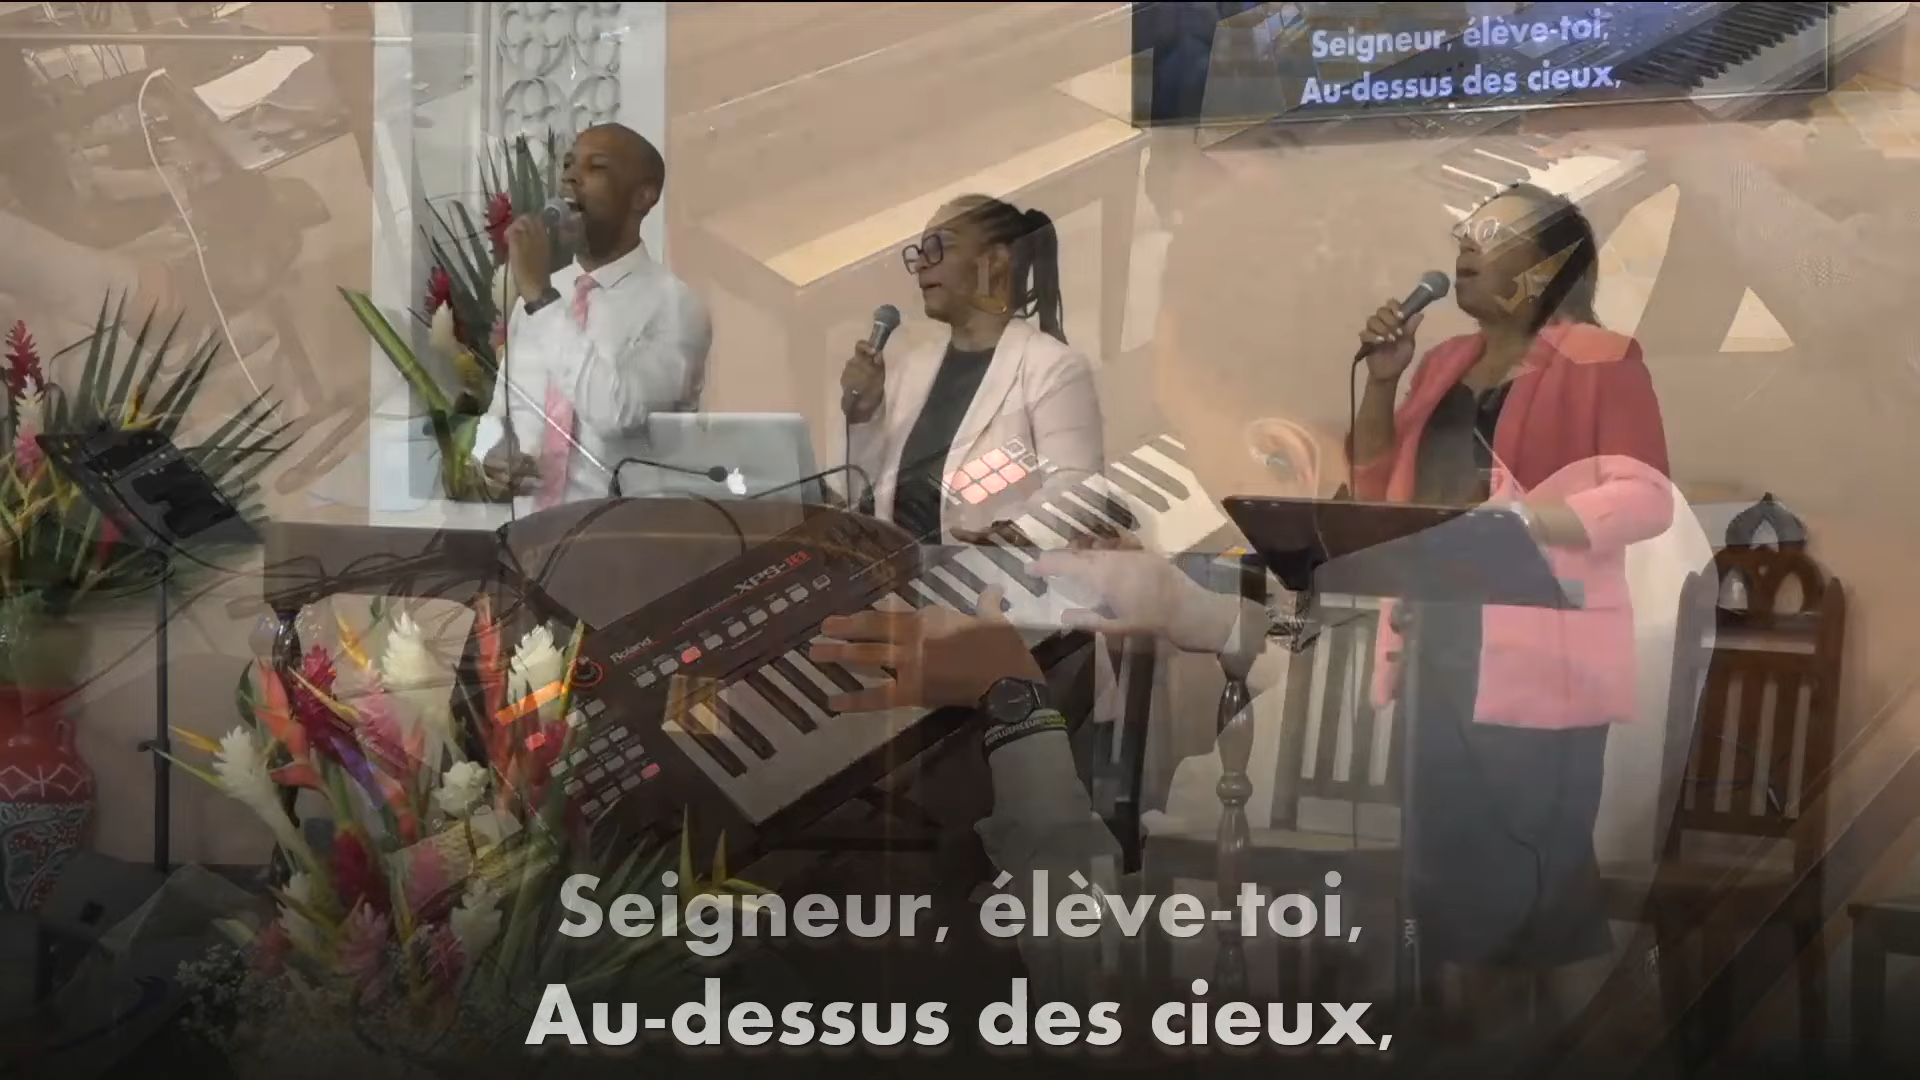 Seigneur, élève-toi,
Au-dessus des cieux,
XPS-10
Roland
Seigneur, élève-toi,
Au-dessus des cieux,